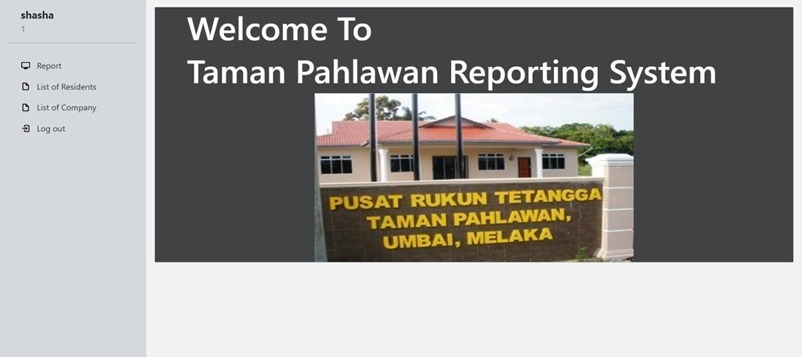 shasha
1
Report
List of Residents
List of Company
Log out
Welcome To
Taman Pahlawan Reporting System
PUSAT RUKUN TETANGGA
TAMAN PAHLAWAN,
UMBAI, MELAKA